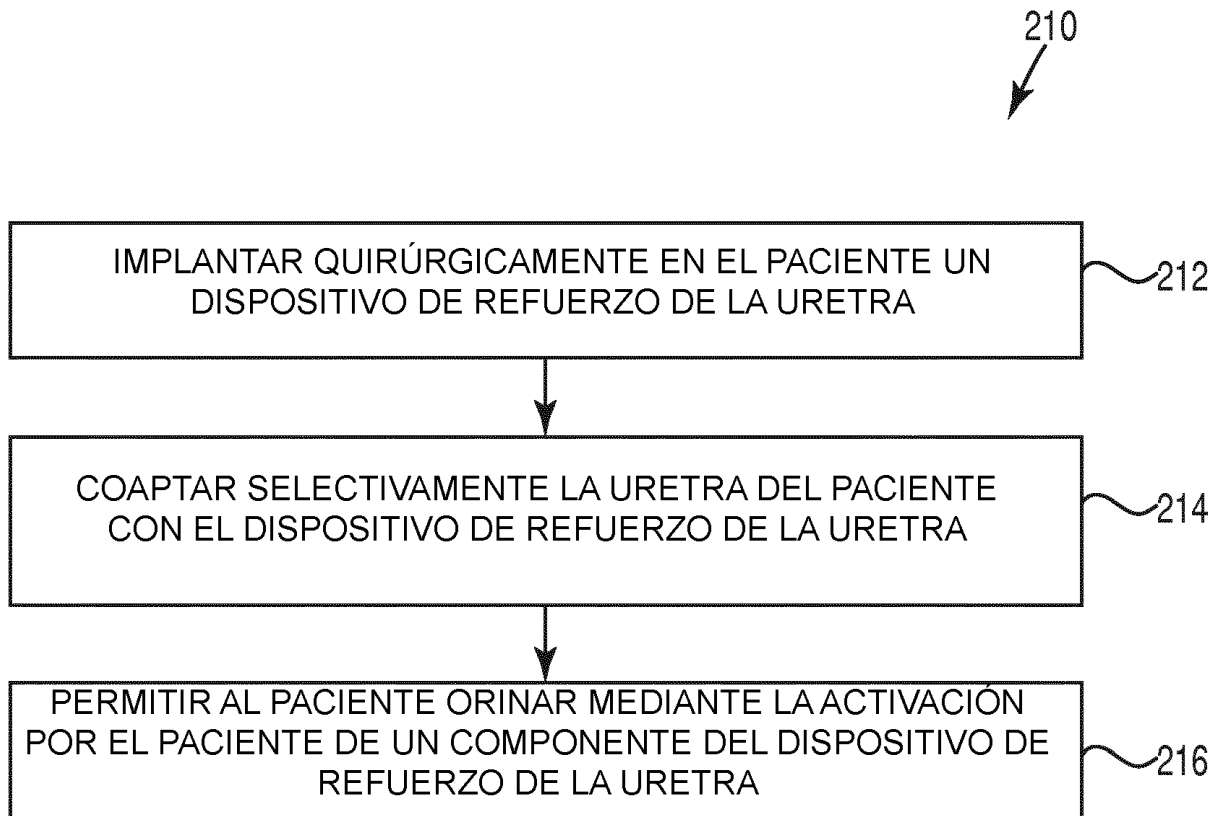 210
IMPLANTAR QUIRÚRGICAMENTE EN EL PACIENTE UN
DISPOSITIVO DE REFUERZO DE LA URETRA
212
COAPTAR SELECTIVAMENTE LA URETRA DEL PACIENTE
CON EL DISPOSITIVO DE REFUERZO DE LA URETRA
214
PERMITIR AL PACIENTE ORINAR MEDIANTE LA ACTIVACIÓN
POR EL PACIENTE DE UN COMPONENTE DEL DISPOSITIVO DE
REFUERZO DE LA URETRA
216